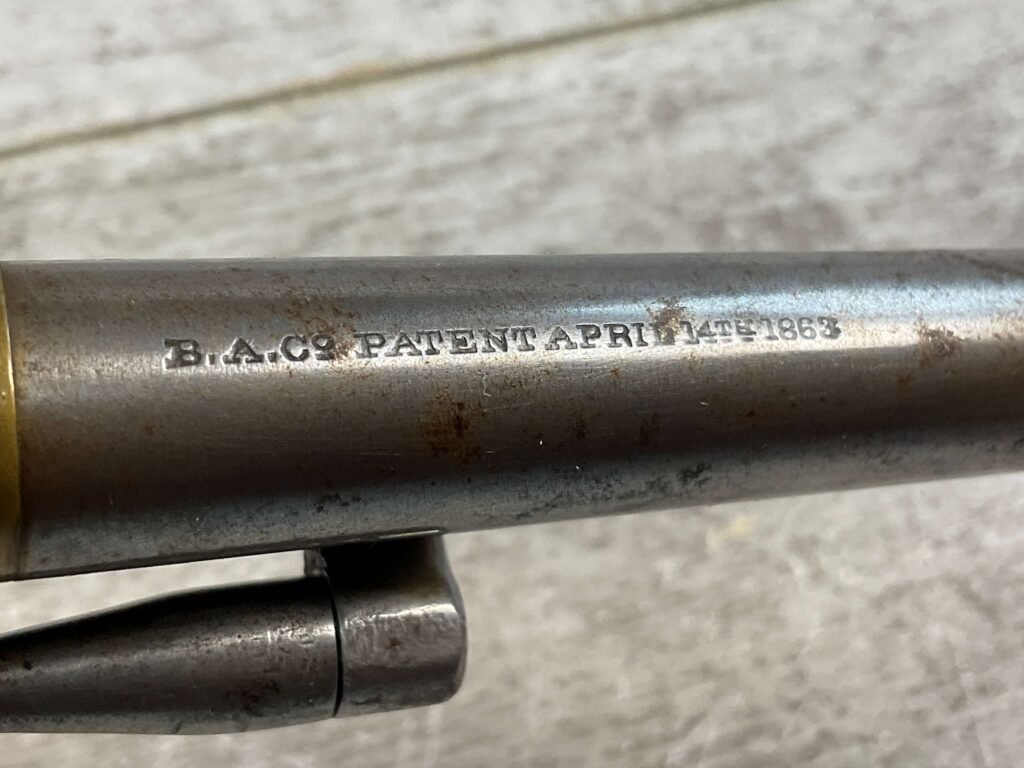 B.A.Cº PATENT APRIL 14TH 1863